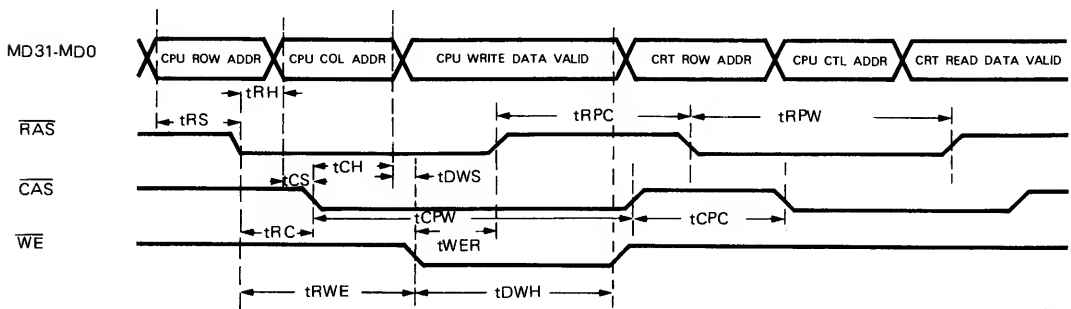 MD31-MD0 CPU ROW ADDR CPU COL ADDR CPU WRITE DATA VALID CRT ROW ADDR CPU CTL ADDR CRT READ DATA VALID
tRH
RAS tRS tRPC tRPW
tCH
CAS tCS tDWS
tCPW tCPC
WE tRC tWER
tRWE tDWH